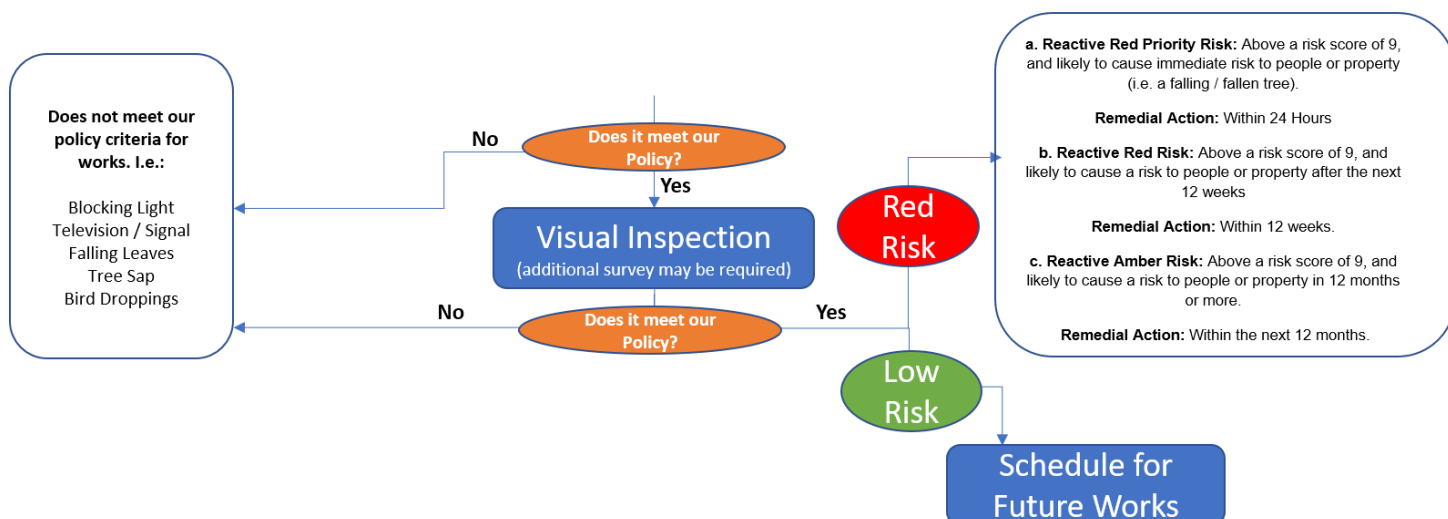 Does not meet our
policy criteria for
works. I.e.:
Blocking Light
Television / Signal
Falling Leaves
Tree Sap
Bird Droppings
No
Does it meet our
Policy?
Yes
Visual Inspection
(additional survey may be required)
No
Does it meet our
Policy?
Yes
Red
Risk
a. Reactive Red Priority Risk: Above a risk score of 9,
and likely to cause immediate risk to people or property
(i.e. a falling / fallen tree).
Remedial Action: Within 24 Hours
b. Reactive Red Risk: Above a risk score of 9, and
likely to cause a risk to people or property after the next
12 weeks
Remedial Action: Within 12 weeks.
c. Reactive Amber Risk: Above a risk score of 9, and
likely to cause a risk to people or property in 12 months
or more.
Remedial Action: Within the next 12 months.
Low
Risk
Schedule for
Future Works